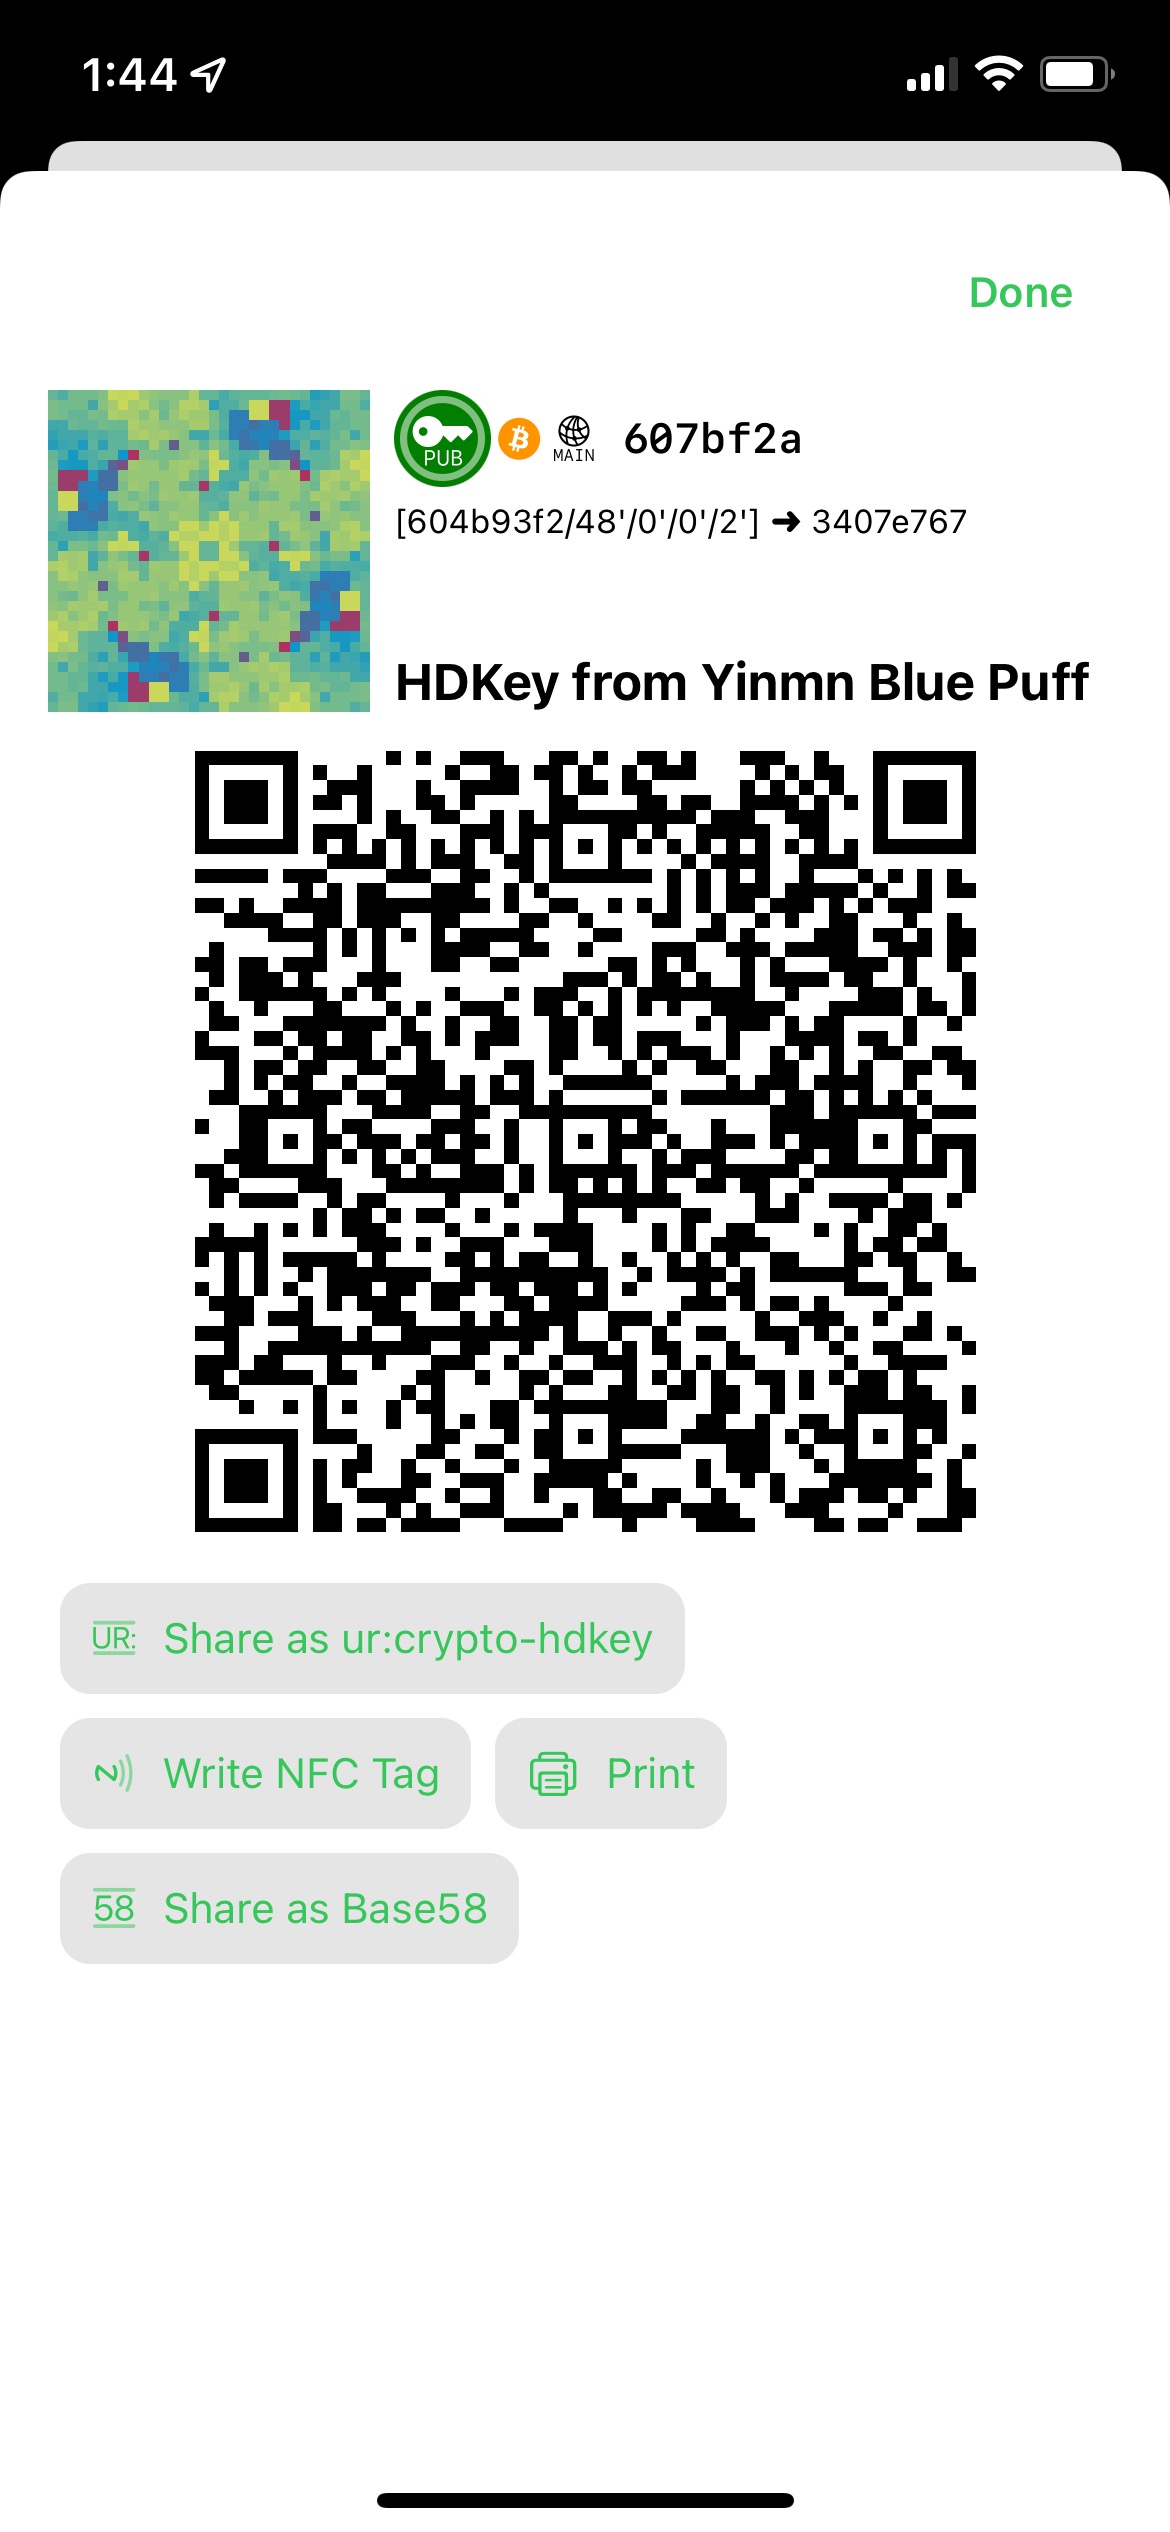 1:44
Done
PUB
MAIN
607bf2a
[604b93f2/48'/0'/0'/2'] ➜ 3407e767
HDKey from Yinmn Blue Puff
UR: Share as ur:crypto-hdkey
Write NFC Tag
Print
58 Share as Base58